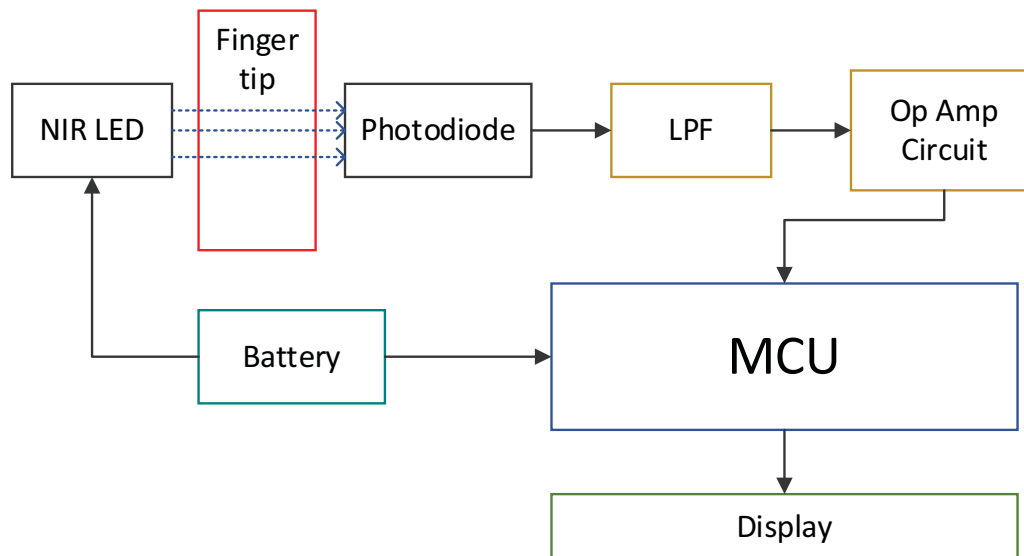 Finger
tip
NIR LED
Photodiode
LPF
Op Amp
Circuit
Battery
MCU
Display